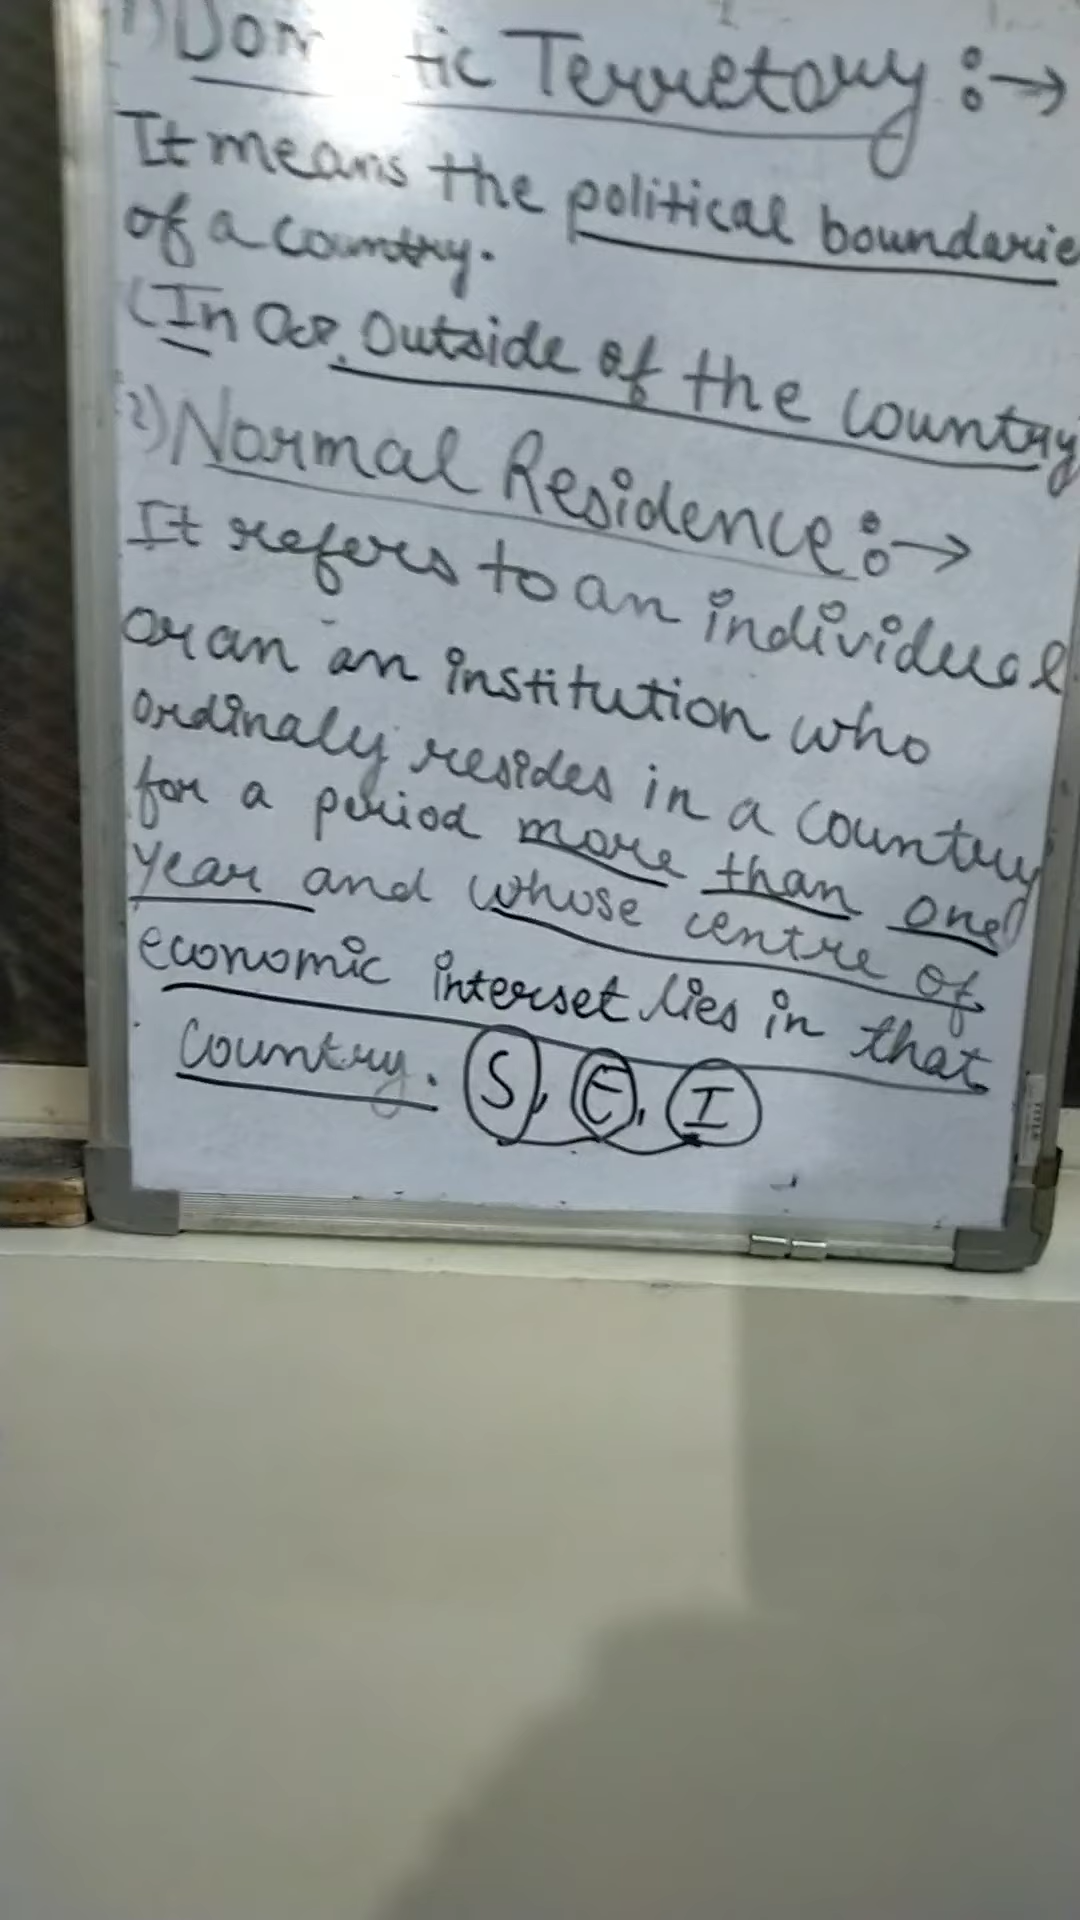 1) Dom tic Terretory :→
It means the political boundarie
of a country.
(In Or, Outside of the country
2) Normal Residence :→
It refers to an individual
or an an institution who
ordinaly resides in a country
for a period more than one
year and whose centre of
economic interset lies in that
country. S, E, I